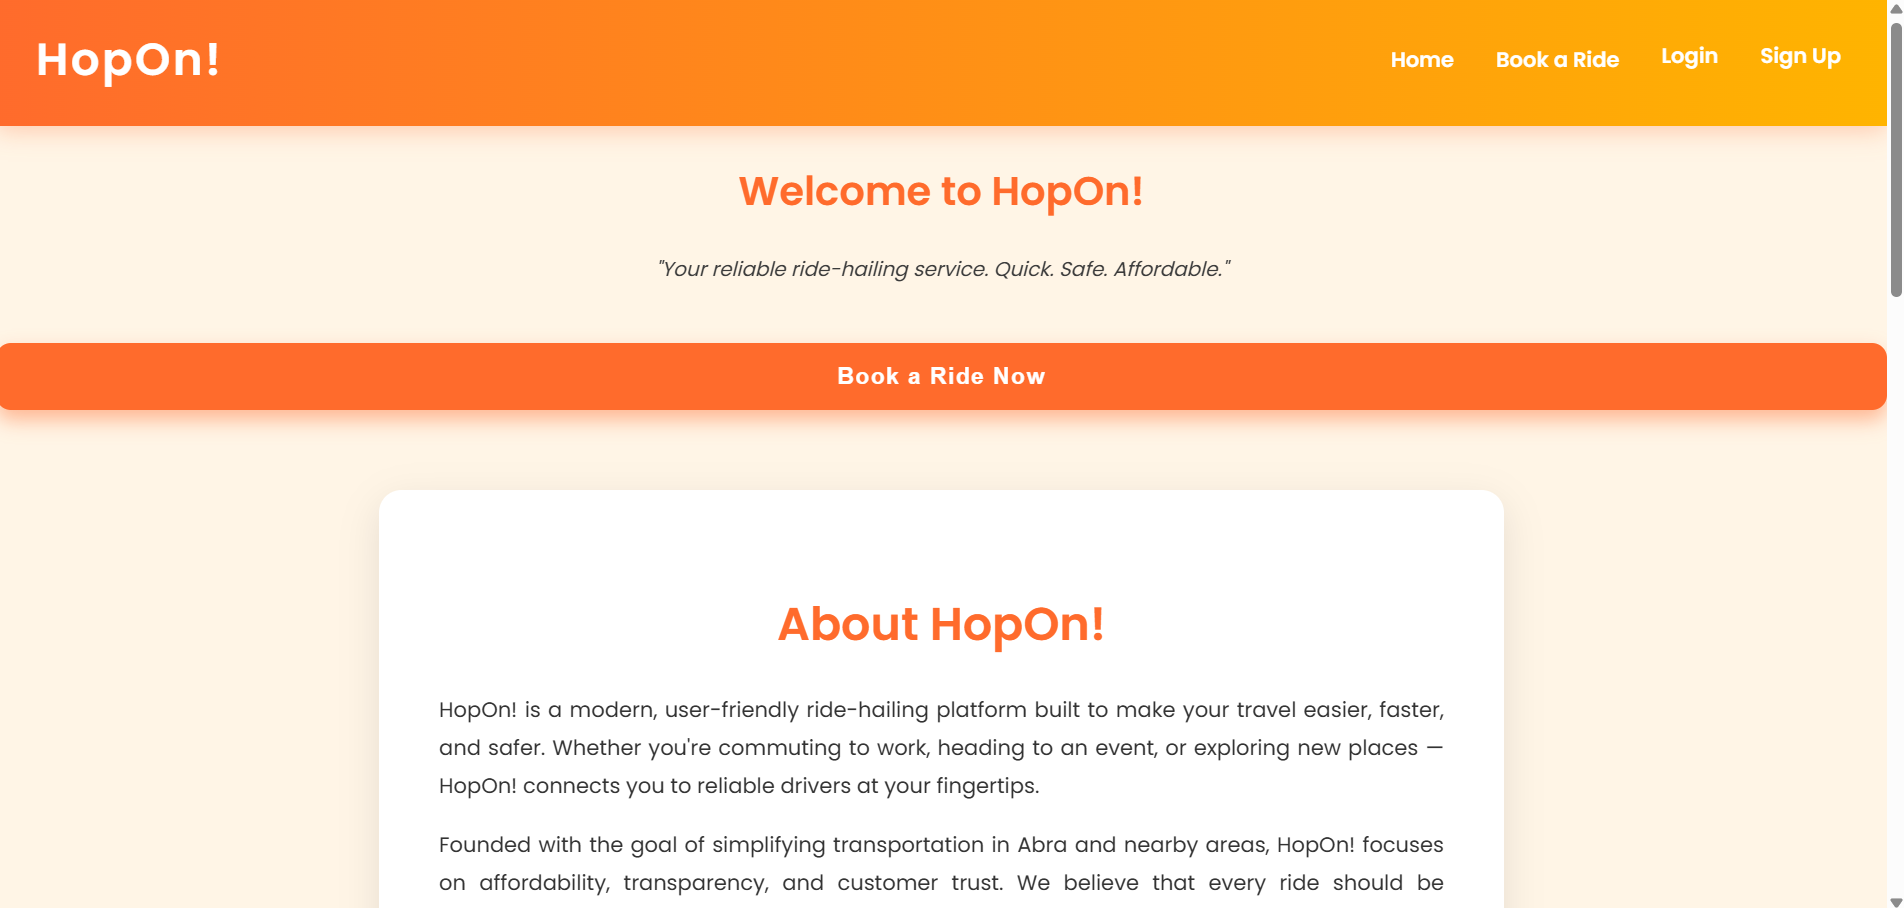 HopOn!
Home
Book a Ride
Login
Sign Up
Welcome to HopOn!
"Your reliable ride-hailing service. Quick. Safe. Affordable."
Book a Ride Now
About HopOn!
HopOn! is a modern, user-friendly ride-hailing platform built to make your travel easier, faster,
and safer. Whether you're commuting to work, heading to an event, or exploring new places —
HopOn! connects you to reliable drivers at your fingertips.
Founded with the goal of simplifying transportation in Abra and nearby areas, HopOn! focuses
on affordability, transparency, and customer trust. We believe that every ride should be